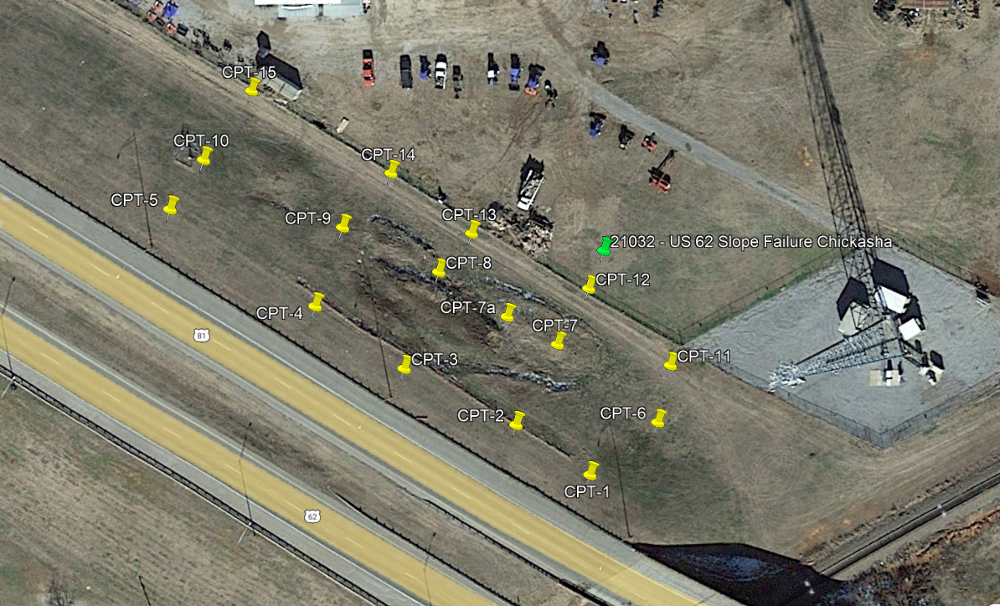 CPT-15
CPT-10
CPT-14
CPT-5
CPT-9
CPT-13
21032 - US 62 Slope Failure Chickasha
CPT-8
CPT-12
CPT-4
CPT-7a
CPT-7
81
CPT-3
CPT-11
CPT-2
CPT-6
CPT-1
62